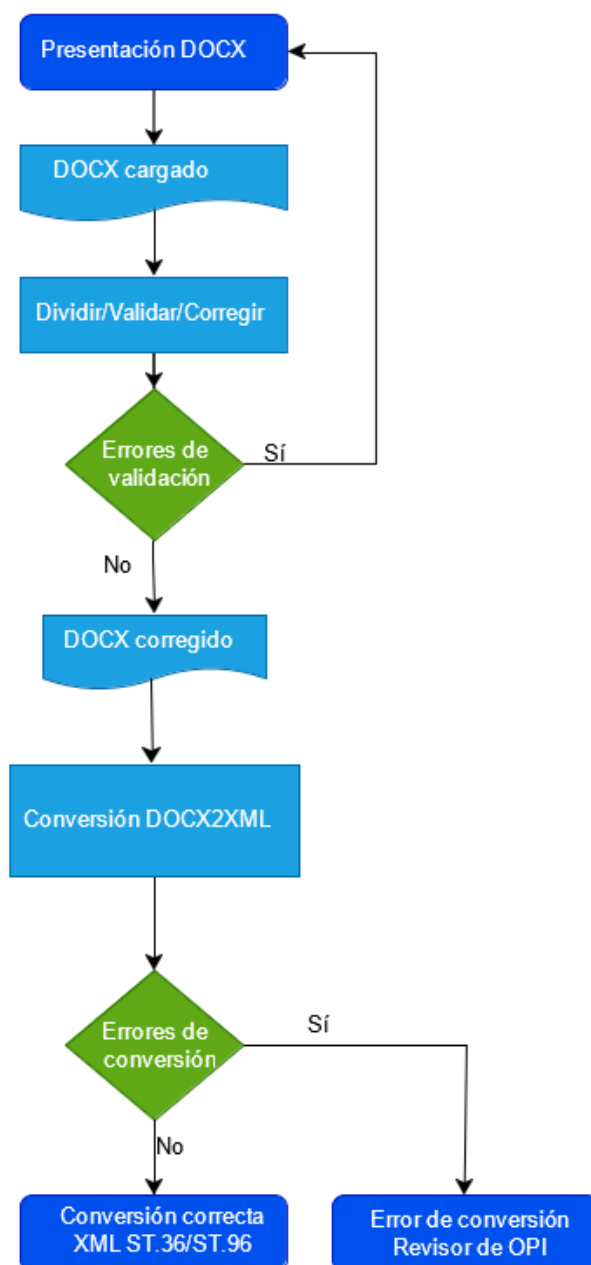 Presentación DOCX
DOCX cargado
Dividir/Validar/Corregir
Errores de
validación
Sí
No
DOCX corregido
Conversión DOCX2XML
Errores de
conversión
Sí
No
Conversión correcta
XML ST.36/ST.96
Error de conversión
Revisor de OPI